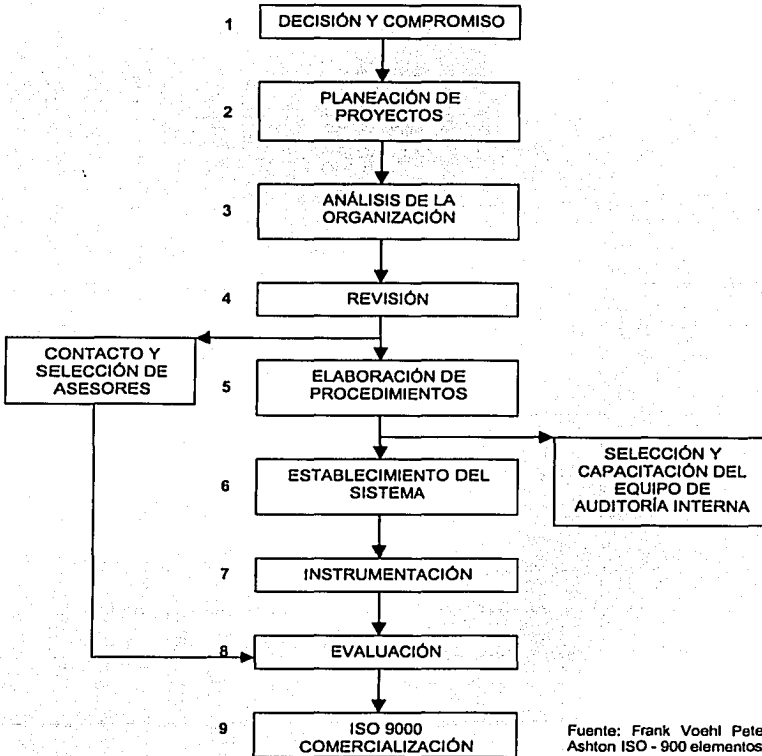 1 DECISIÓN Y COMPROMISO
2 PLANEACIÓN DE
PROYECTOS
3 ANÁLISIS DE LA
ORGANIZACIÓN
4 REVISIÓN
CONTACTO Y
SELECCIÓN DE
ASESORES
5 ELABORACIÓN DE
PROCEDIMIENTOS
SELECCIÓN Y
CAPACITACIÓN DEL
EQUIPO DE
AUDITORÍA INTERNA
6 ESTABLECIMIENTO DEL
SISTEMA
7 INSTRUMENTACIÓN
8 EVALUACIÓN
9 ISO 9000
COMERCIALIZACIÓN
Fuente: Frank Voehl Pete
Ashton ISO - 900 elementos